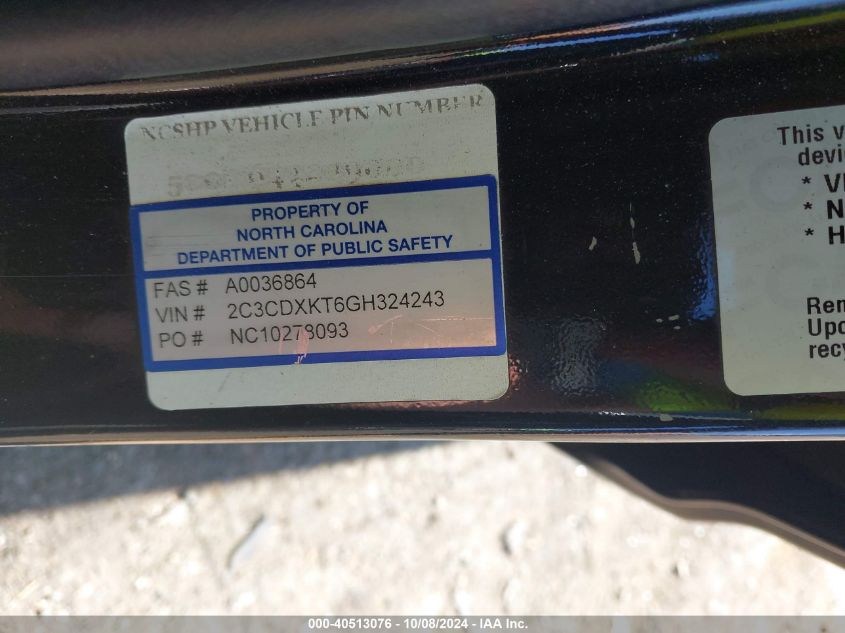 NCSHP VEHICLE PIN NUMBER
PROPERTY OF
NORTH CAROLINA
DEPARTMENT OF PUBLIC SAFETY
FAS # A0036864
VIN # 2C3CDXKT6GH324243
PO # NC10278093
This v
devi
* V
* N
* H
Rem
Upo
recy
000-40513076 - 10/08/2024 - IAA Inc.